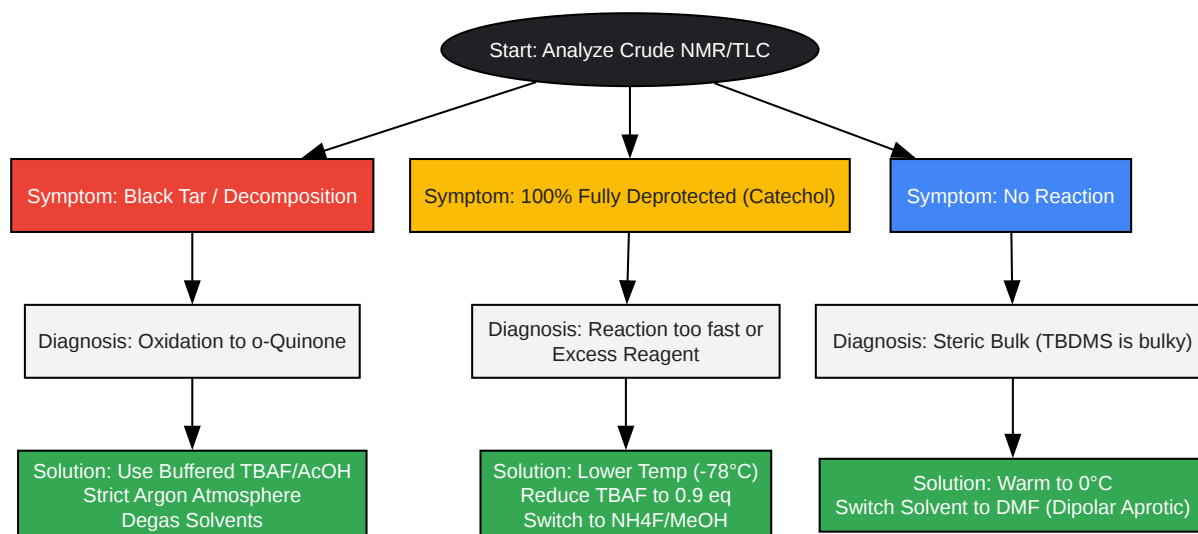 Start: Analyze Crude NMR/TLC
Symptom: Black Tar / Decomposition
Symptom: 100% Fully Deprotected (Catechol)
Symptom: No Reaction
Diagnosis: Oxidation to o-Quinone
Diagnosis: Reaction too fast or
Excess Reagent
Diagnosis: Steric Bulk (TBDMS is bulky)
Solution: Use Buffered TBAF/AcOH
Strict Argon Atmosphere
Degas Solvents
Solution: Lower Temp (-78°C)
Reduce TBAF to 0.9 eq
Switch to NH4F/MeOH
Solution: Warm to 0°C
Switch Solvent to DMF (Dipolar Aprotic)